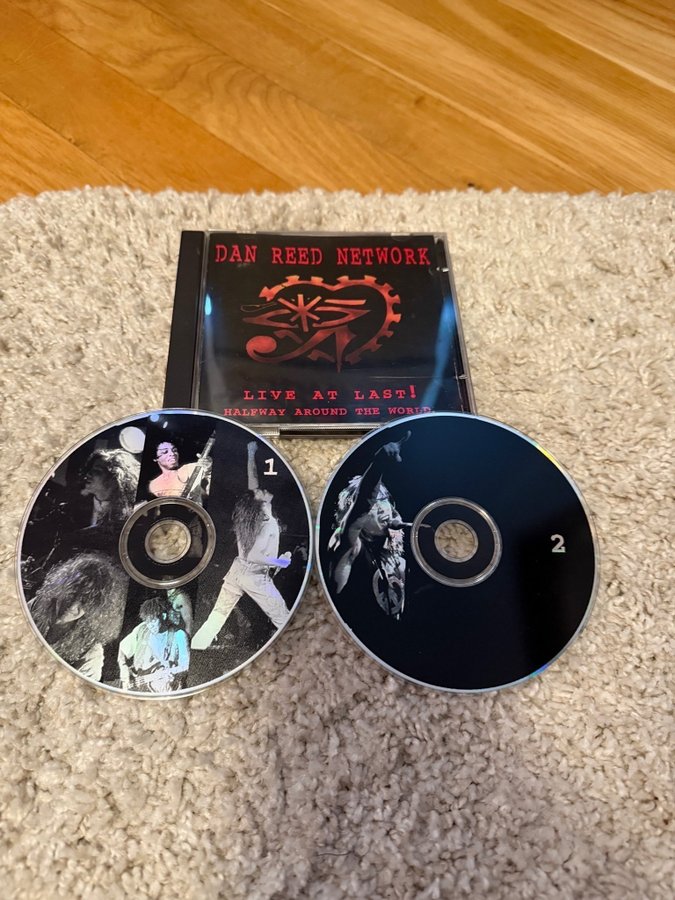 DAN REED NETWORK
LIVE AT LAST!
HALFWAY AROUND THE WORLD
1
2